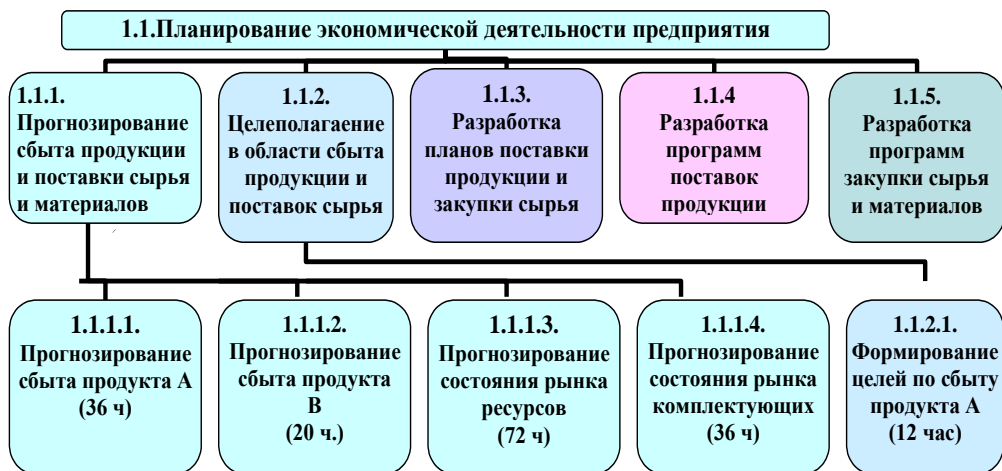 1.1.Планирование экономической деятельности предприятия
1.1.1.
Прогнозирование
сбыта продукции
и поставки сырья
и материалов
1.1.2.
Целеполагаение
в области сбыта
продукции и
поставок сырья
1.1.3.
Разработка
планов поставки
продукции и
закупки сырья
1.1.4
Разработка
программ
поставок
продукции
1.1.5.
Разработка
программ
закупки сырья
и материалов
1.1.1.1.
Прогнозирование
сбыта продукта А
(36 ч)
1.1.1.2.
Прогнозирование
сбыта продукта
В
(20 ч.)
1.1.1.3.
Прогнозирование
состояния рынка
ресурсов
(72 ч)
1.1.1.4.
Прогнозирование
состояния рынка
комплектующих
(36 ч)
1.1.2.1.
Формирование
целей по сбыту
продукта А
(12 час)